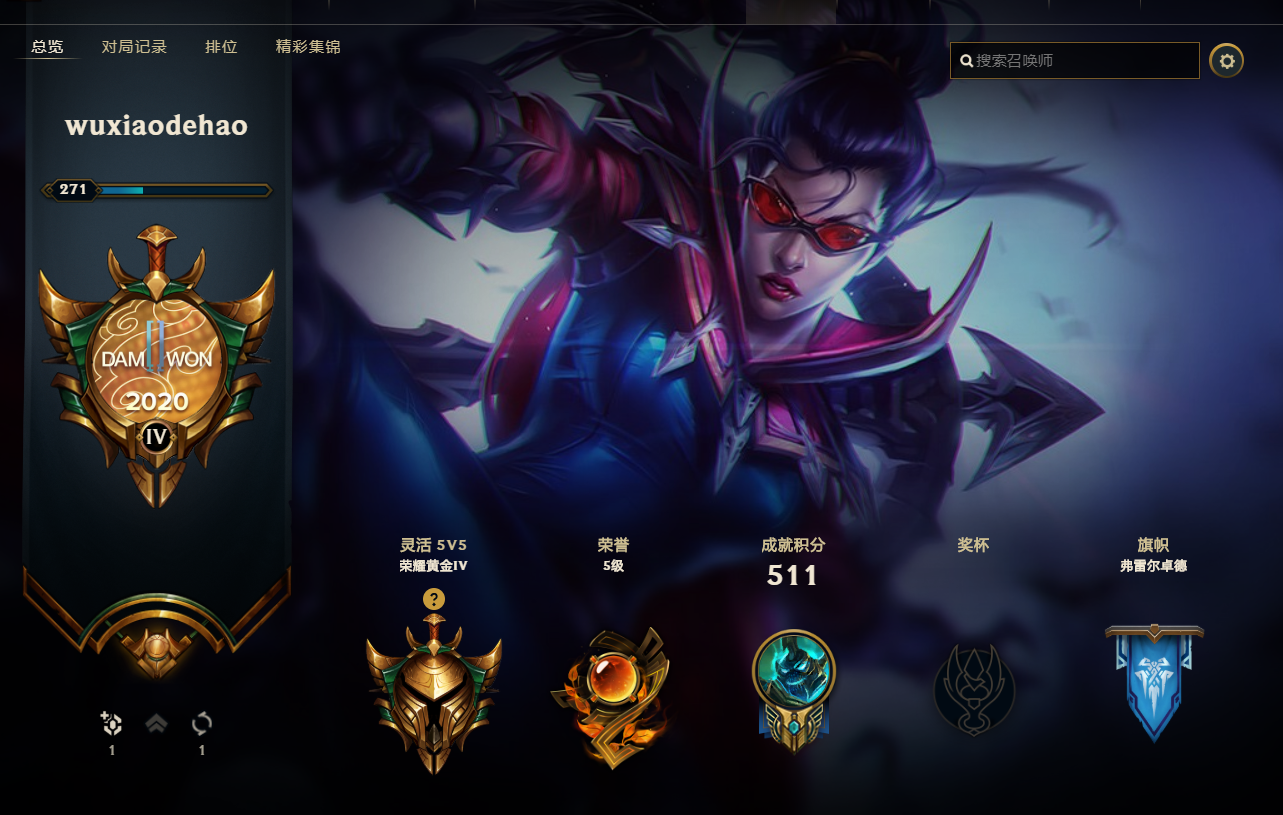 总览 对局记录 排位 精彩集锦
搜索召唤师
wuxiaodehao
271
DAMWON
2020
IV
灵活 5V5 荣誉 成就积分 奖杯 旗帜
荣耀黄金IV 5级 511 弗雷尔卓德
?
1 1